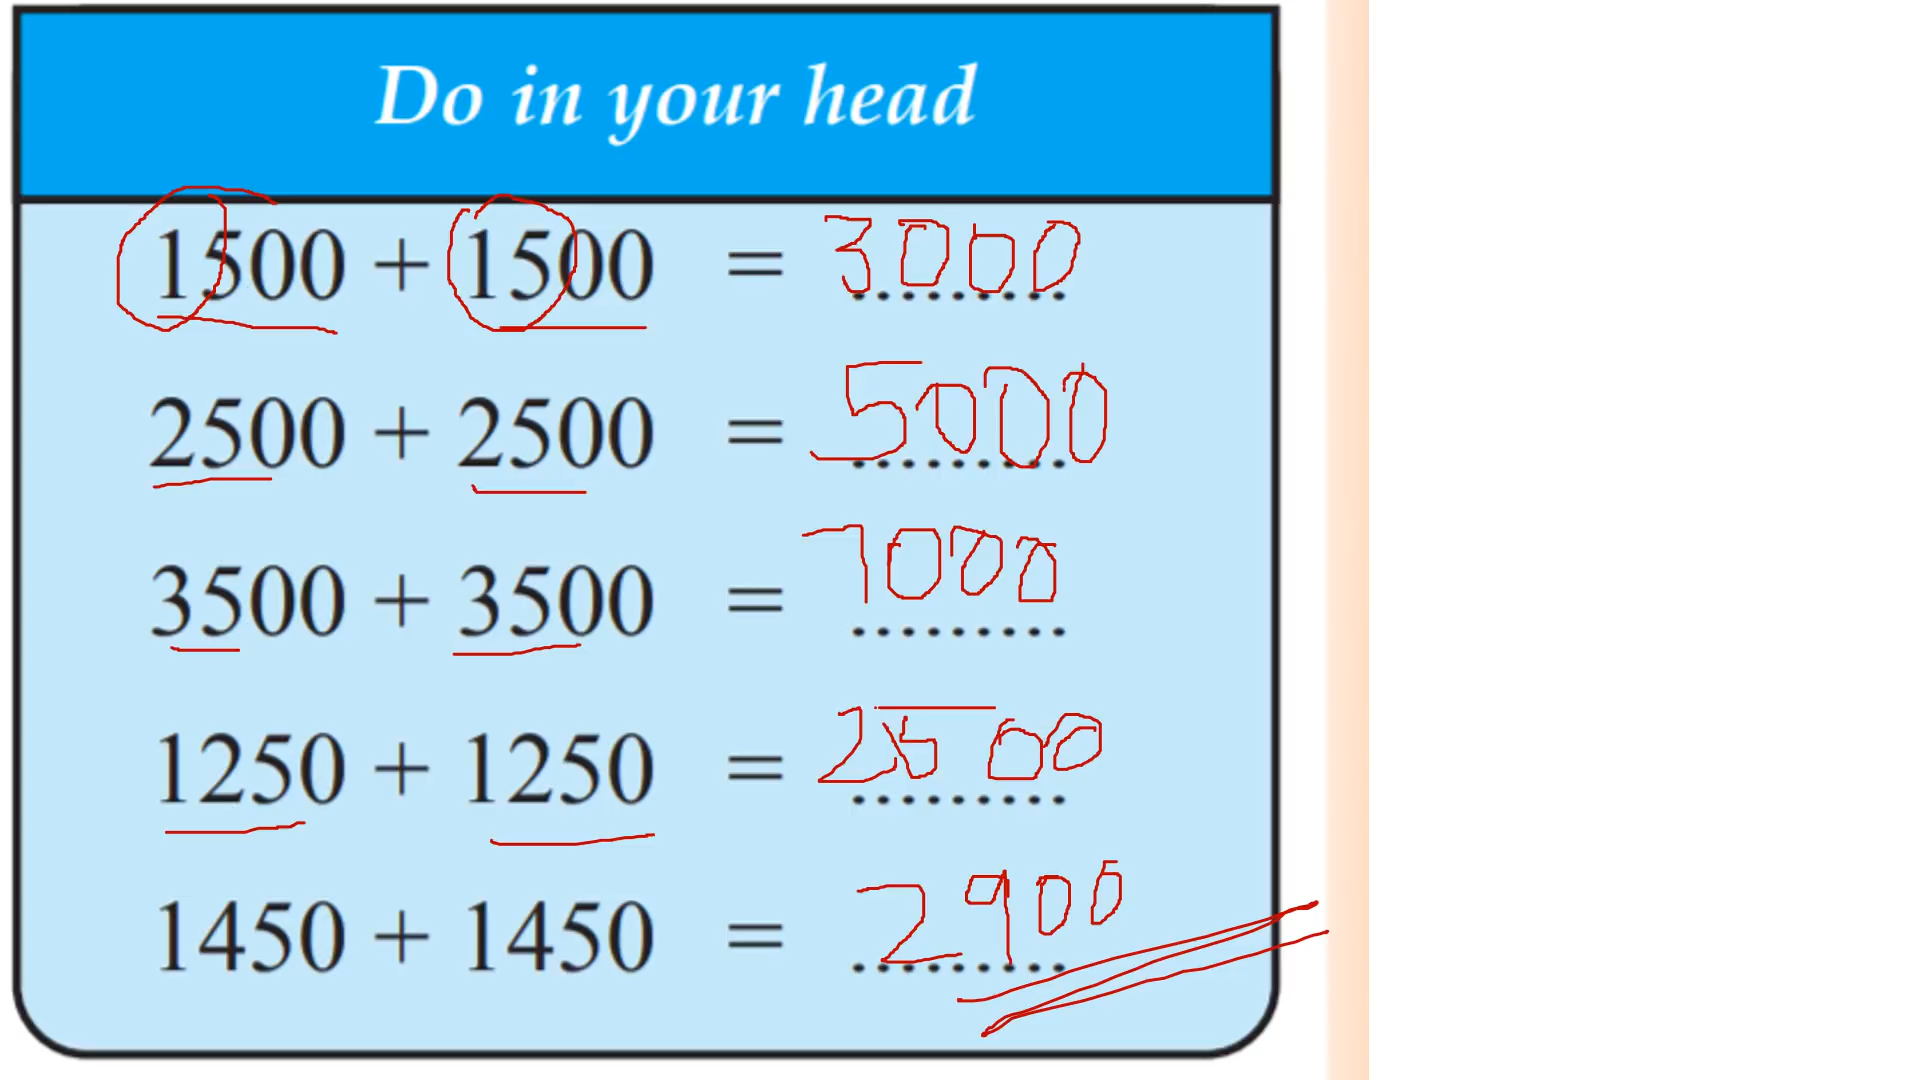 Do in your head
1500 + 1500 = 3000
2500 + 2500 = 5000
3500 + 3500 = 7000
1250 + 1250 = 2500
1450 + 1450 = 2900